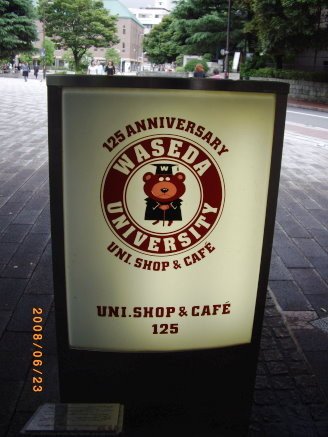 125 ANNIVERSARY
WASEDA
W
UNIVERSITY
UNI. SHOP & CAFÉ
UNI.SHOP & CAFÉ
125
2008/06/23